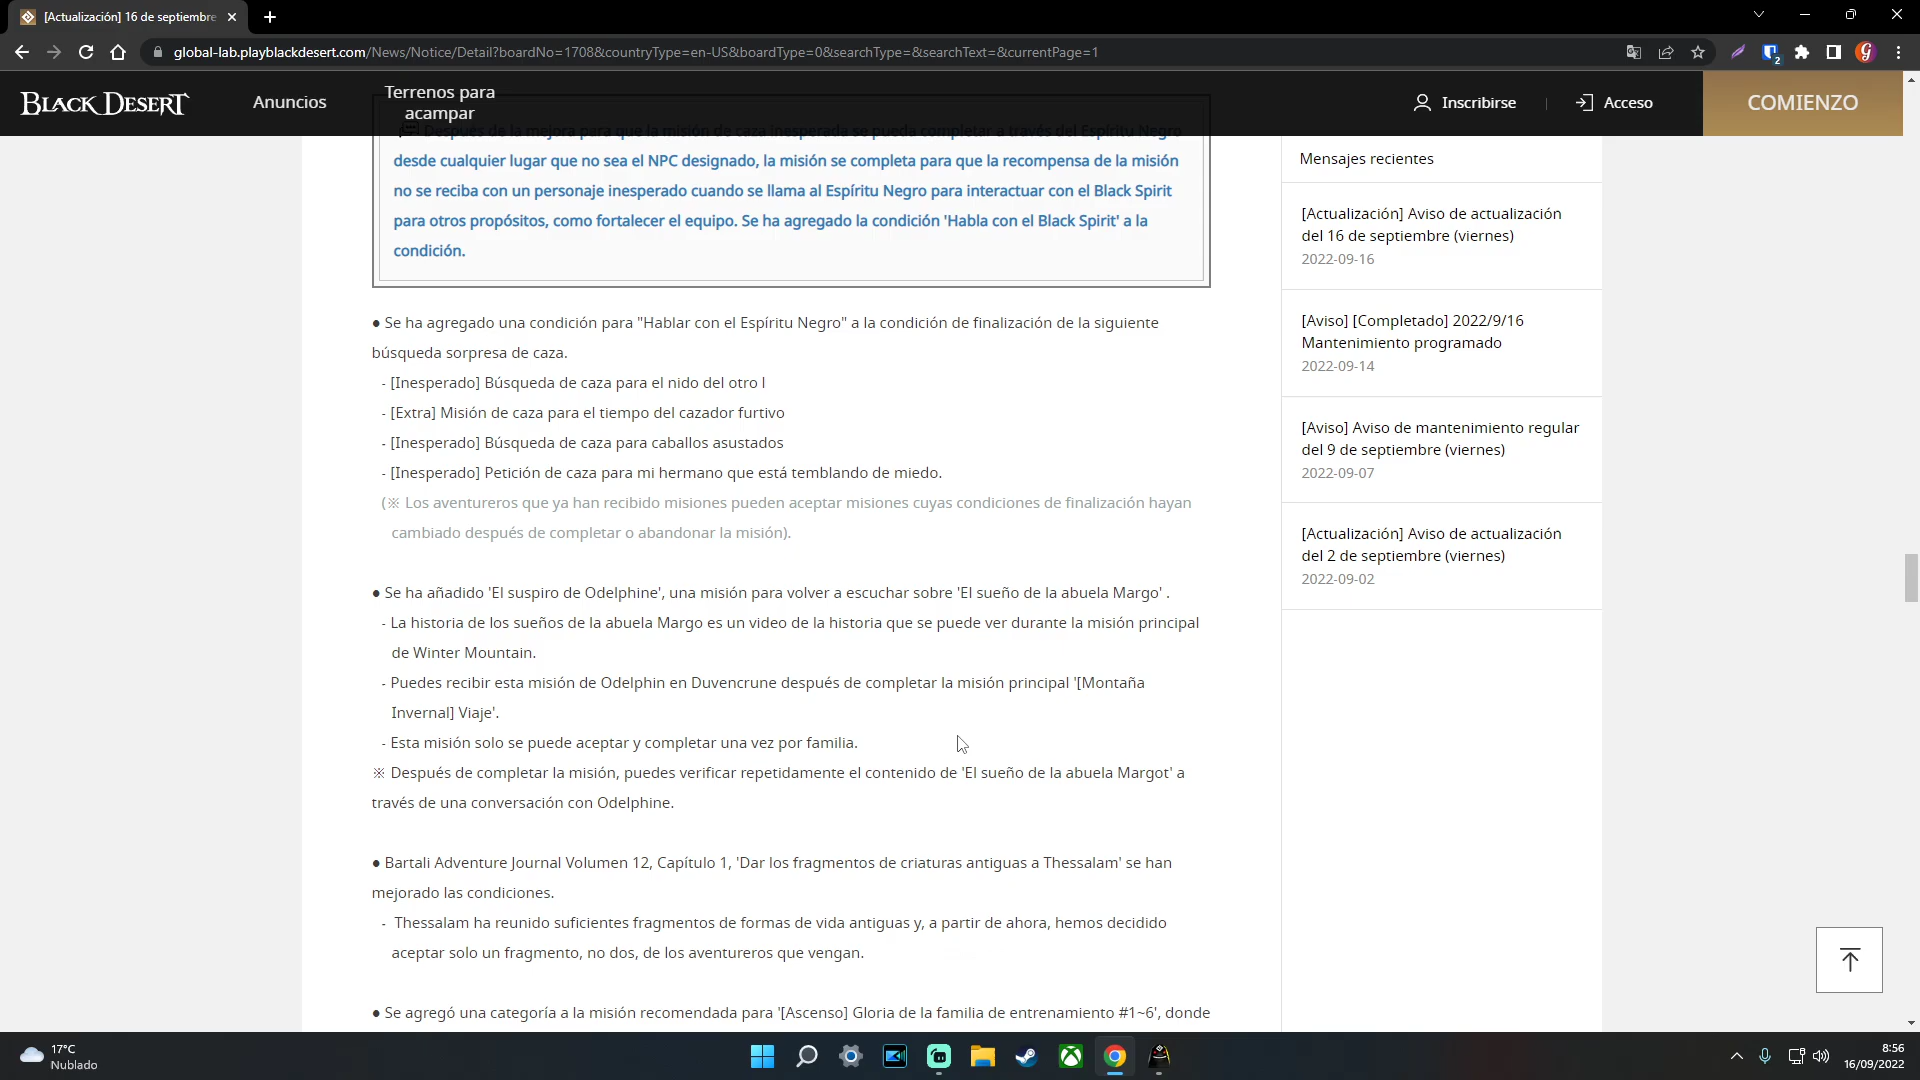 [Actualización] 16 de septiembre
global-lab.playblackdesert.com/News/Notice/Detail?boardNo=1708&countryType=en-US&boardType=0&searchType=&searchText=&currentPage=1
BLACK DESERT
Anuncios
Terrenos para
acampar
Inscribirse
Acceso
COMIENZO
Después de la mejora para que la misión de caza inesperada se pueda completar a través del Espíritu Negro
desde cualquier lugar que no sea el NPC designado, la misión se completa para que la recompensa de la misión
no se reciba con un personaje inesperado cuando se llama al Espíritu Negro para interactuar con el Black Spirit
para otros propósitos, como fortalecer el equipo. Se ha agregado la condición 'Habla con el Black Spirit' a la
condición.
● Se ha agregado una condición para "Hablar con el Espíritu Negro" a la condición de finalización de la siguiente
búsqueda sorpresa de caza.
- [Inesperado] Búsqueda de caza para el nido del otro l
- [Extra] Misión de caza para el tiempo del cazador furtivo
- [Inesperado] Búsqueda de caza para caballos asustados
- [Inesperado] Petición de caza para mi hermano que está temblando de miedo.
(※ Los aventureros que ya han recibido misiones pueden aceptar misiones cuyas condiciones de finalización hayan
cambiado después de completar o abandonar la misión).
● Se ha añadido 'El suspiro de Odelphine', una misión para volver a escuchar sobre 'El sueño de la abuela Margo' .
- La historia de los sueños de la abuela Margo es un video de la historia que se puede ver durante la misión principal
de Winter Mountain.
- Puedes recibir esta misión de Odelphin en Duvencrune después de completar la misión principal '[Montaña
Invernal] Viaje'.
- Esta misión solo se puede aceptar y completar una vez por familia.
※ Después de completar la misión, puedes verificar repetidamente el contenido de 'El sueño de la abuela Margot' a
través de una conversación con Odelphine.
● Bartali Adventure Journal Volumen 12, Capítulo 1, 'Dar los fragmentos de criaturas antiguas a Thessalam' se han
mejorado las condiciones.
- Thessalam ha reunido suficientes fragmentos de formas de vida antiguas y, a partir de ahora, hemos decidido
aceptar solo un fragmento, no dos, de los aventureros que vengan.
● Se agregó una categoría a la misión recomendada para '[Ascenso] Gloria de la familia de entrenamiento #1~6', donde
Mensajes recientes
[Actualización] Aviso de actualización
del 16 de septiembre (viernes)
2022-09-16
[Aviso] [Completado] 2022/9/16
Mantenimiento programado
2022-09-14
[Aviso] Aviso de mantenimiento regular
del 9 de septiembre (viernes)
2022-09-07
[Actualización] Aviso de actualización
del 2 de septiembre (viernes)
2022-09-02
17°C
Nublado
8:56
16/09/2022